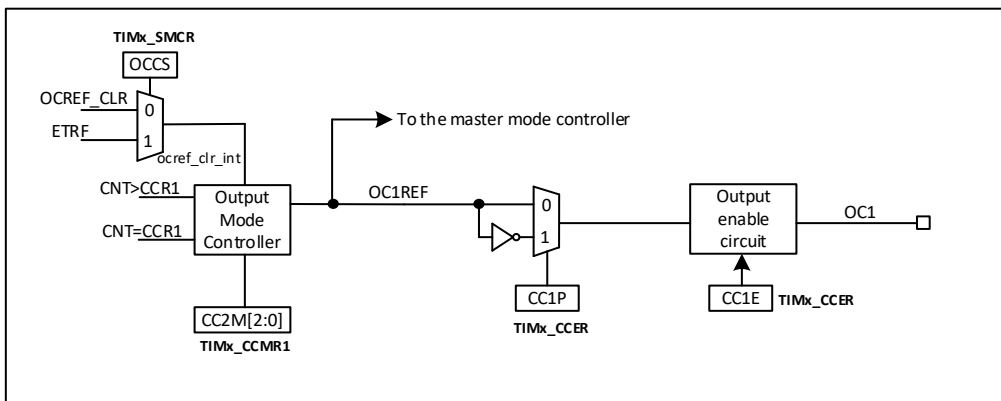 TIMx_SMCR
OCCS
OCREF_CLR
0
ETRF
1
ocref_clr_int
To the master mode controller
CNT>CCR1
Output
Mode
Controller
CNT=CCR1
OC1REF
0
1
Output
enable
circuit
OC1
CC1P
TIMx_CCER
CC1E
TIMx_CCER
CC2M[2:0]
TIMx_CCMR1